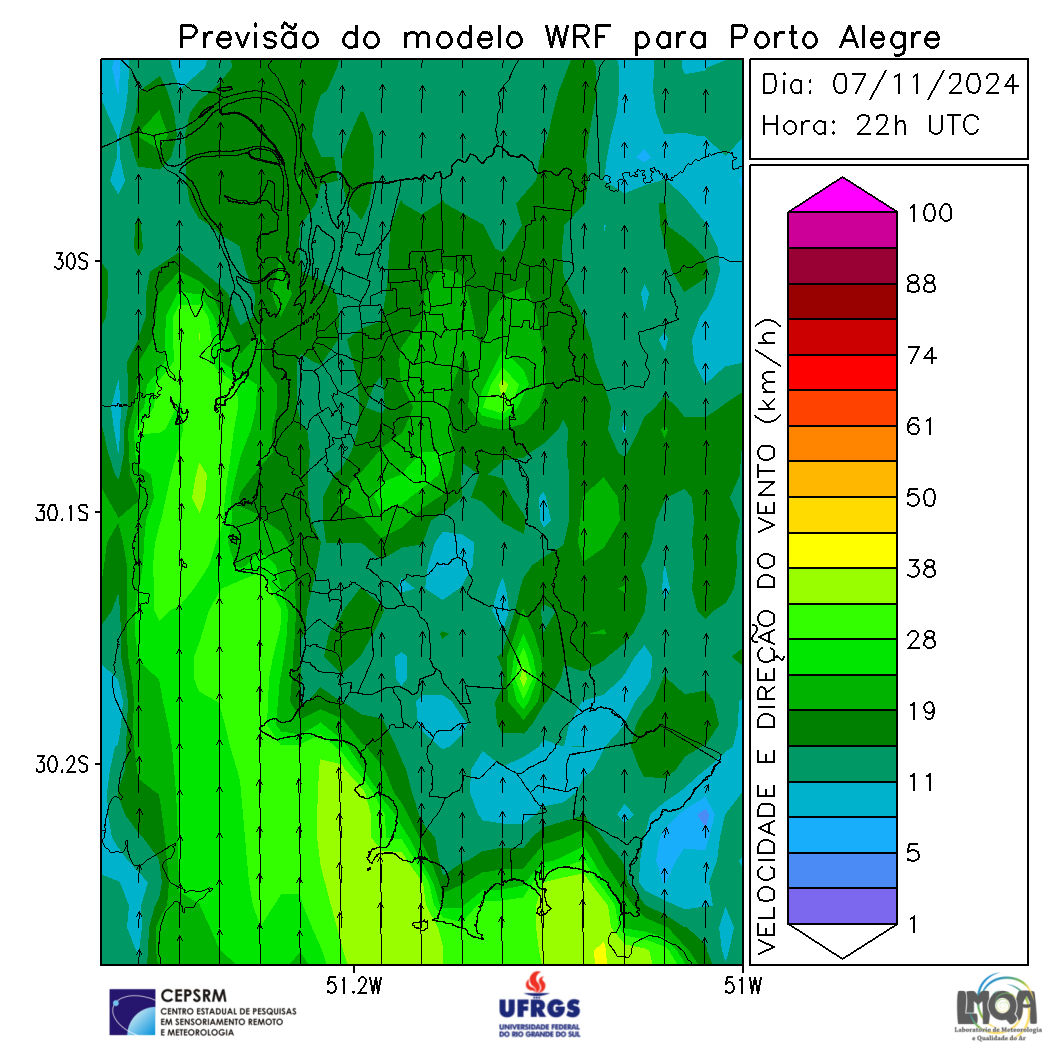 Previsão do modelo WRF para Porto Alegre
Dia: 07/11/2024
Hora: 22h UTC
30S
30.1S
30.2S
51.2W
51W
VELOCIDADE E DIREÇÃO DO VENTO (km/h)
100
88
74
61
50
38
28
19
11
5
1
CEPSRM
CENTRO ESTADUAL DE PESQUISAS
EM SENSORIAMENTO REMOTO
E METEOROLOGIA
UFRGS
UNIVERSIDADE FEDERAL
DO RIO GRANDE DO SUL
LMQA
Laboratório de Meteorologia
e Qualidade do Ar